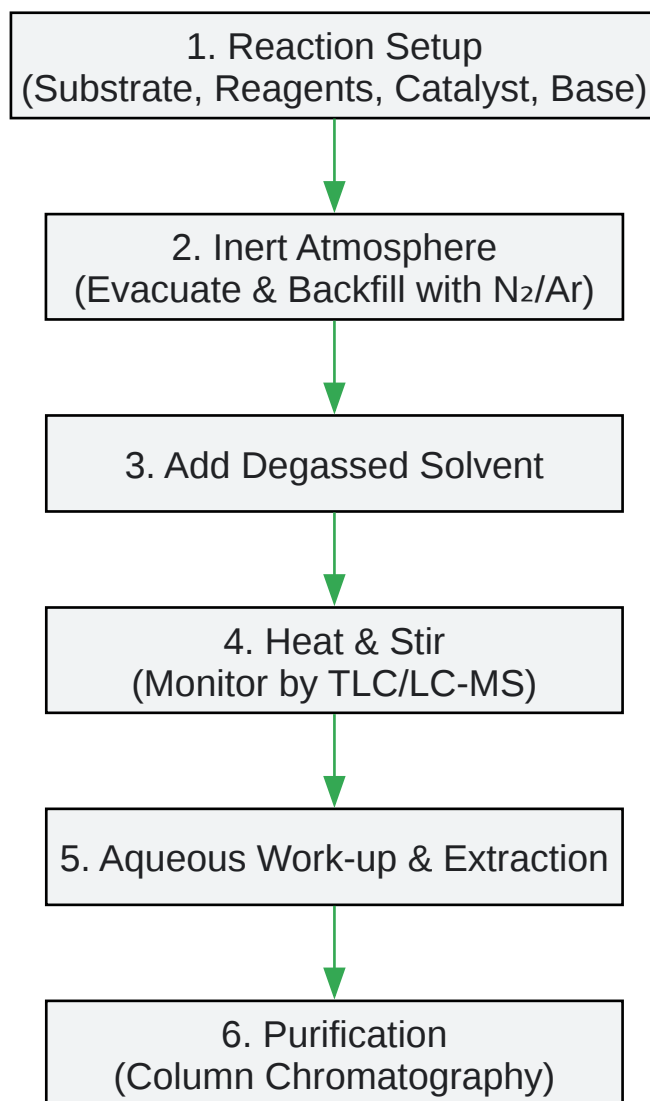 1. Reaction Setup
(Substrate, Reagents, Catalyst, Base)
2. Inert Atmosphere
(Evacuate & Backfill with N₂/Ar)
3. Add Degassed Solvent
4. Heat & Stir
(Monitor by TLC/LC-MS)
5. Aqueous Work-up & Extraction
6. Purification
(Column Chromatography)